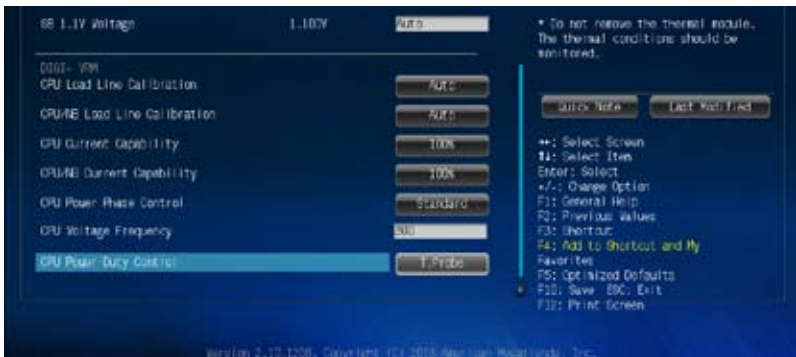 SB 1.1V Voltage 1.100V Auto
DIGI+ VRM
CPU Load Line Calibration Auto
CPU/NB Load Line Calibration Auto
CPU Current Capability 100%
CPU/NB Current Capability 100%
CPU Power Phase Control Standard
CPU Voltage Frequency 300
CPU Power Duty Control T.Probe
* Do not remove the thermal module.
The thermal conditions should be
monitored.
Quick Note Last Modified
→←: Select Screen
↑↓: Select Item
Enter: Select
+/-: Change Option
F1: General Help
F2: Previous Values
F3: Shortcut
F4: Add to Shortcut and My
Favorites
F5: Optimized Defaults
F10: Save ESC: Exit
F12: Print Screen
Version 2.10.1208. Copyright (C) 2013 American Megatrends, Inc.